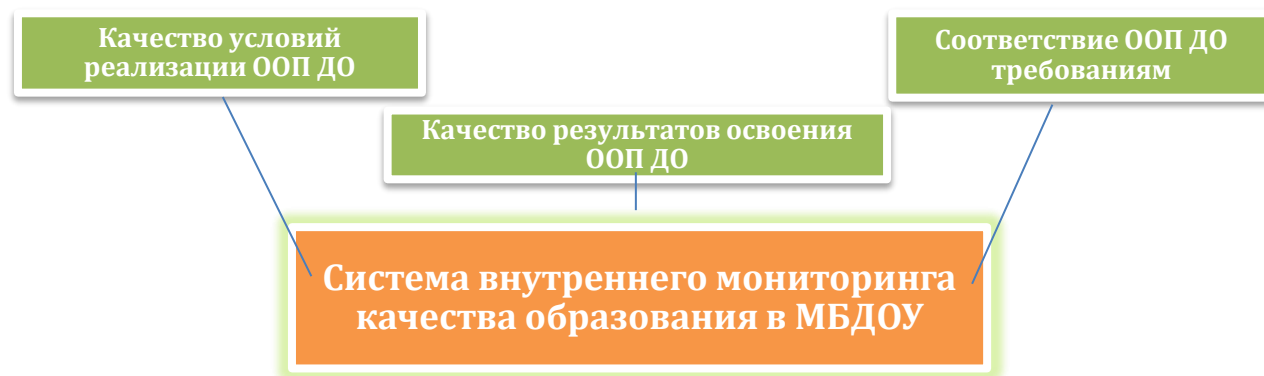 Качество условий
реализации ООП ДО
Соответствие ООП ДО
требованиям
Качество результатов освоения
ООП ДО
Система внутреннего мониторинга
качества образования в МБДОУ